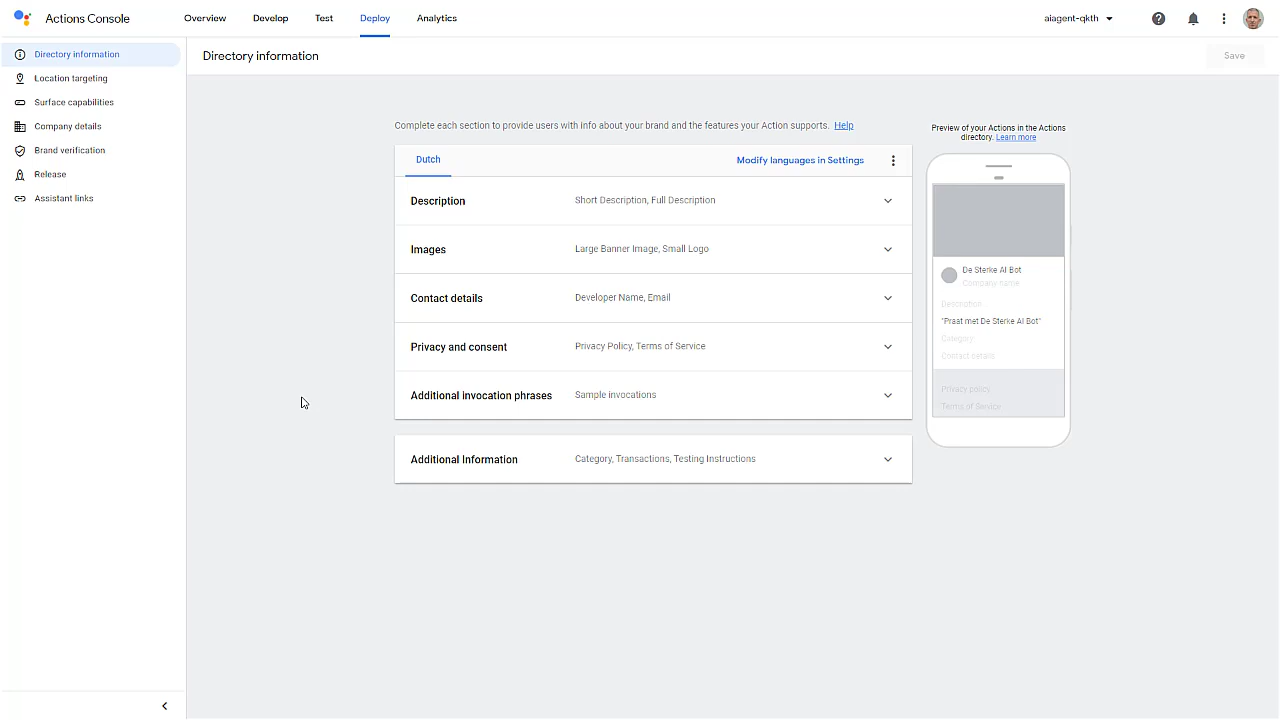 Actions Console
Overview
Develop
Test
Deploy
Analytics
aiagent-qkth
Directory information
Location targeting
Surface capabilities
Company details
Brand verification
Release
Assistant links
Directory information
Save
Complete each section to provide users with info about your brand and the features your Action supports. Help
Dutch
Modify languages in Settings
Description
Short Description, Full Description
Images
Large Banner Image, Small Logo
Contact details
Developer Name, Email
Privacy and consent
Privacy Policy, Terms of Service
Additional invocation phrases
Sample invocations
Additional Information
Category, Transactions, Testing Instructions
Preview of your Actions in the Actions
directory. Learn more
De Sterke AI Bot
Company name
Description
"Praat met De Sterke AI Bot"
Category
Contact details
Privacy policy
Terms of Service